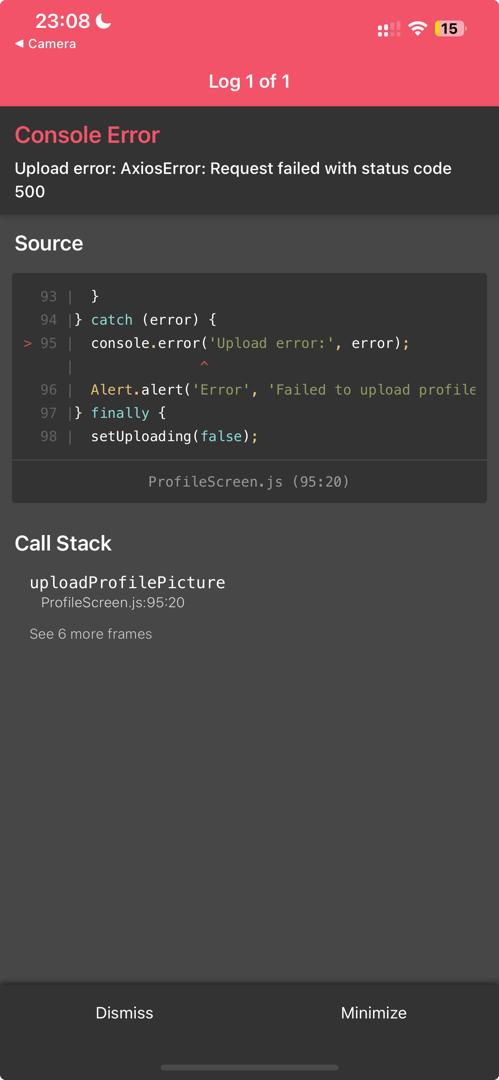 23:08
15
◀ Camera
Log 1 of 1
Console Error
Upload error: AxiosError: Request failed with status code
500
Source
93 |  }
94 |} catch (error) {
> 95 |  console.error('Upload error:', error);
|               ^
96 |  Alert.alert('Error', 'Failed to upload profile
97 |} finally {
98 |  setUploading(false);
ProfileScreen.js (95:20)
Call Stack
uploadProfilePicture
ProfileScreen.js:95:20
See 6 more frames
Dismiss
Minimize